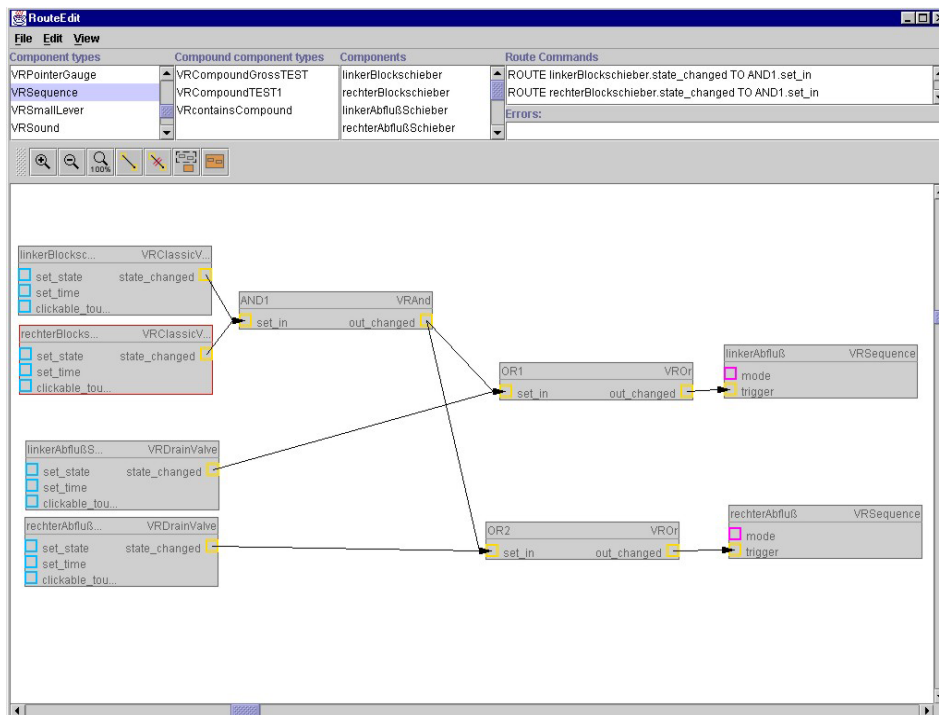 RouteEdit
File Edit View
Component types
VRPointerGauge
VRSequence
VRSmallLever
VRSound
Compound component types
VRCompoundGrossTEST
VRCompoundTEST1
VRcontainsCompound
Components
linkerBlockschieber
rechterBlockschieber
linkerAbflußSchieber
rechterAbflußSchieber
Route Commands
ROUTE linkerBlockschieber.state_changed TO AND1.set_in
ROUTE rechterBlockschieber.state_changed TO AND1.set_in
Errors:
100%
linkerBlocksc... VRClassicV...
set_state state_changed
set_time
clickable_tou...
rechterBlocks... VRClassicV...
set_state state_changed
set_time
clickable_tou...
AND1 VRAnd
set_in out_changed
OR1 VROr
set_in out_changed
linkerAbfluß VRSequence
mode
trigger
linkerAbflußS... VRDrainValve
set_state state_changed
set_time
clickable_tou...
rechterAbfluß... VRDrainValve
set_state state_changed
set_time
clickable_tou...
OR2 VROr
set_in out_changed
rechterAbfluß VRSequence
mode
trigger